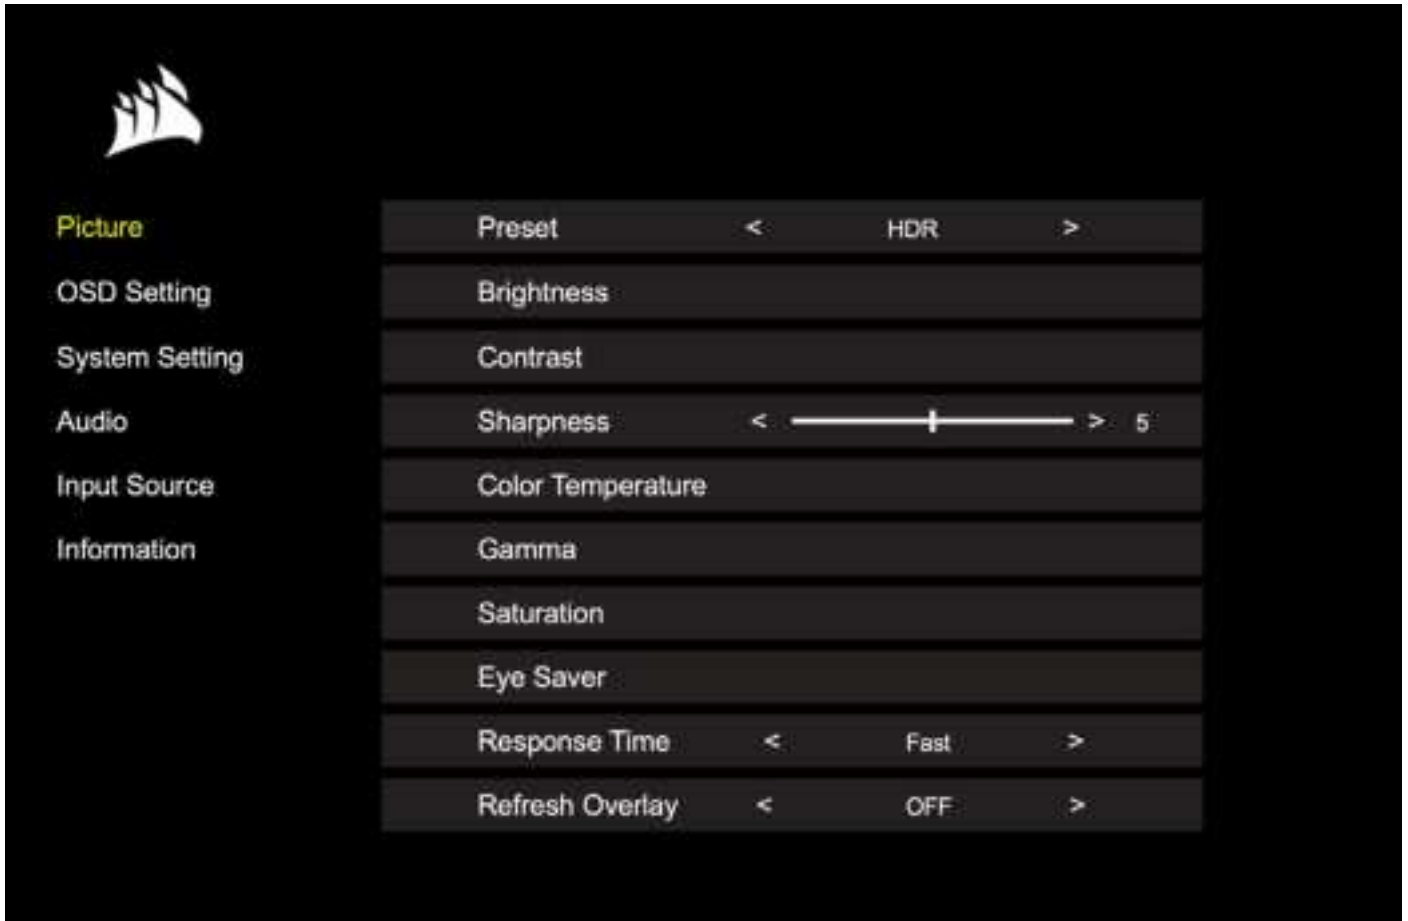 Picture
OSD Setting
System Setting
Audio
Input Source
Information
Preset < HDR >
Brightness
Contrast
Sharpness < > 5
Color Temperature
Gamma
Saturation
Eye Saver
Response Time < Fast >
Refresh Overlay < OFF >